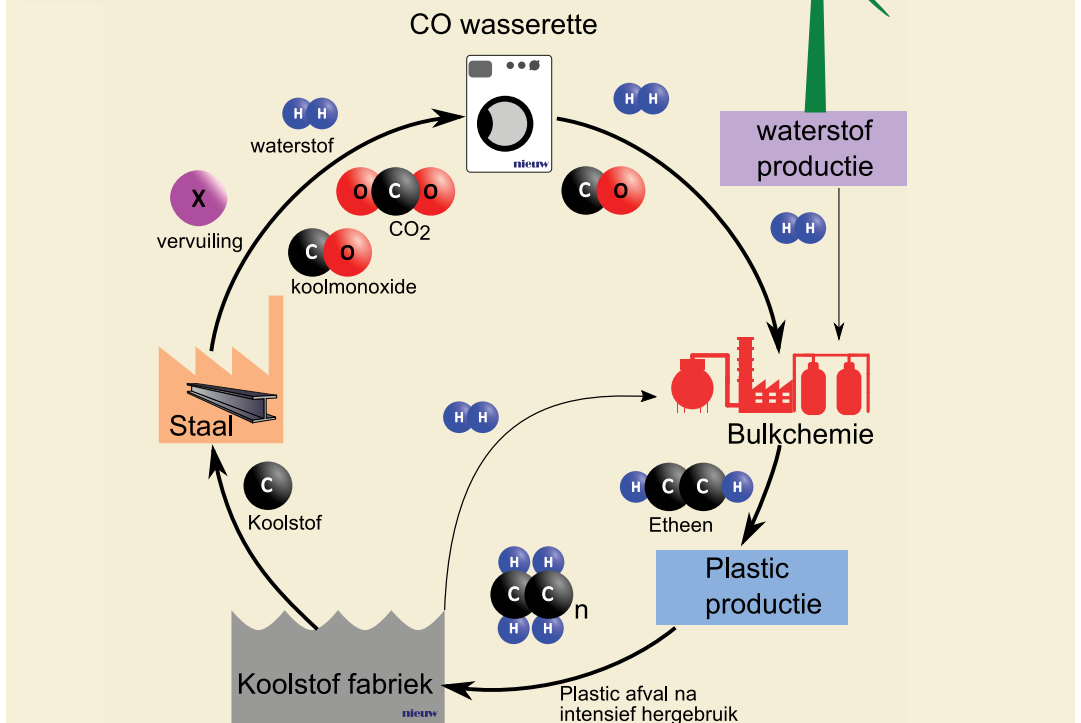 CO wasserette
nieuw
H H
waterstof
H H
waterstof
productie
X
vervuiling
O C O
CO2
C O
C O
koolmonoxide
H H
Staal
H H
Bulkchemie
C
Koolstof
H C C H
Etheen
H H
C C
n
H H
Plastic
productie
Koolstof fabriek
nieuw
Plastic afval na
intensief hergebruik